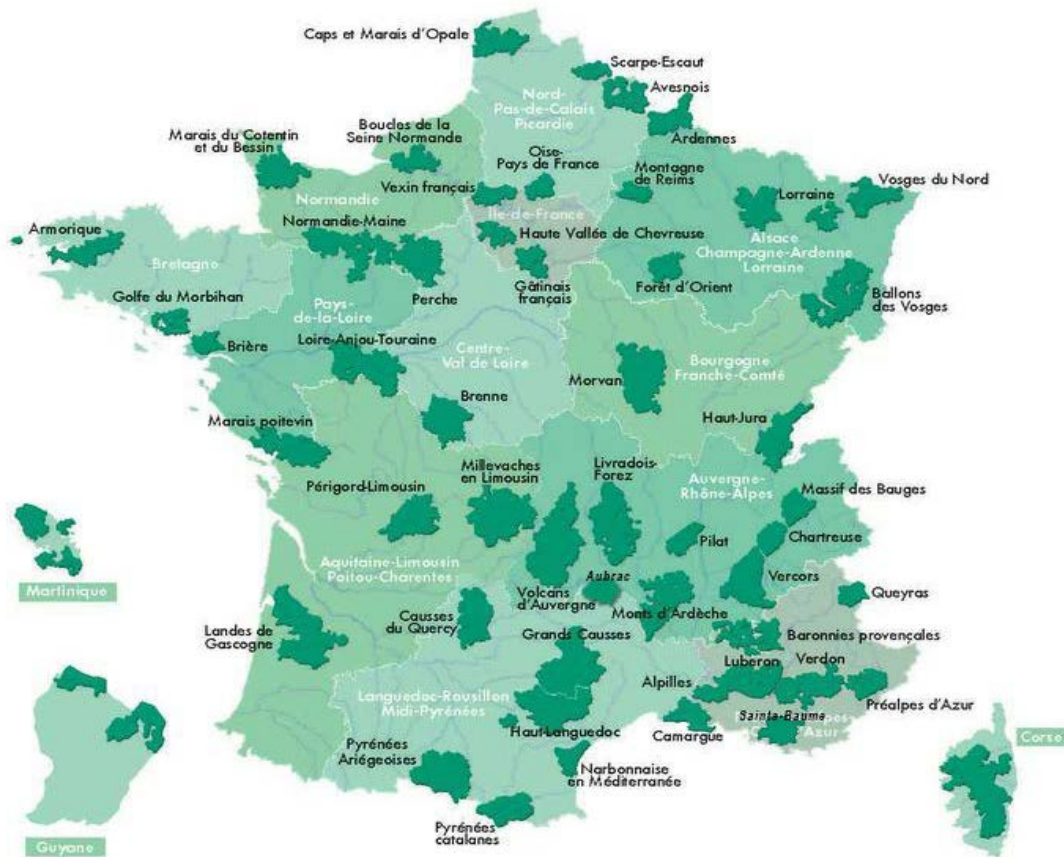 Caps et Marais d'Opale
Scarpe-Escaut
Avesnois
Nord-
Pas-de-Calais
Picardie
Ardennes
Marais du Cotentin
et du Bessin
Boucles de la
Seine Normande
Oise-
Pays de France
Montagne
de Reims
Vosges du Nord
Vexin français
Lorraine
Normandie
Île-de-France
Normandie-Maine
Haute Vallée de Chevreuse
Armorique
Alsace
Champagne-Ardenne
Lorraine
Bretagne
Perche
Gâtinais
français
Forêt d'Orient
Ballons
des Vosges
Golfe du Morbihan
Pays-
de-la-Loire
Brière
Loire-Anjou-Touraine
Centre-
Val de Loire
Bourgogne
Franche-Comté
Morvan
Brenne
Haut-Jura
Marais poitevin
Millevaches
en Limousin
Livradois-
Forez
Auvergne-
Rhône-Alpes
Massif des Bauges
Périgord-Limousin
Chartreuse
Pilat
Aquitaine-Limousin
Poitou-Charentes
Aubrac
Vercors
Martinique
Volcans
d'Auvergne
Monts d'Ardèche
Queyras
Causses
du Quercy
Landes de
Gascogne
Grands Causses
Baronnies provençales
Luberon
Verdon
Alpilles
Languedoc-Rousillon
Midi-Pyrénées
Préalpes d'Azur
Sainte-Baume
Haut-Languedoc
Camargue
Corse
Pyrénées
Ariégeoises
Narbonnaise
en Méditerranée
Pyrénées
catalanes
Guyane